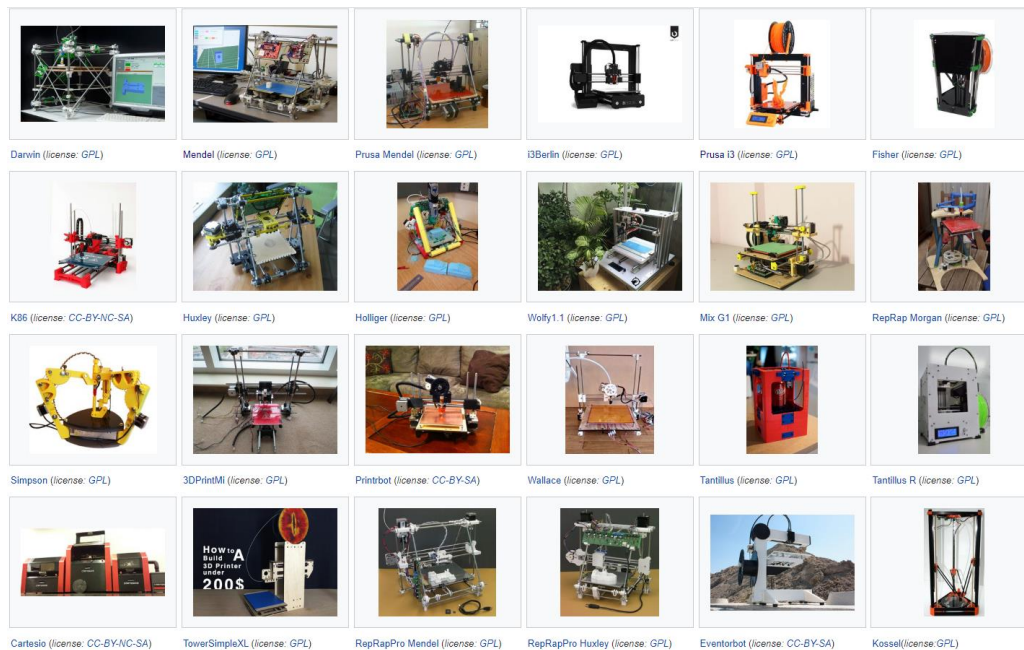 Darwin (license: GPL)
Mendel (license: GPL)
Prusa Mendel (license: GPL)
i3Berlin (license: GPL)
Prusa i3 (license: GPL)
Fisher (license: GPL)
K86 (license: CC-BY-NC-SA)
Huxley (license: GPL)
Holliger (license: GPL)
Wolfy1.1 (license: GPL)
Mix G1 (license: GPL)
RepRap Morgan (license: GPL)
Simpson (license: GPL)
3DPrintMi (license: GPL)
Printrbot (license: CC-BY-SA)
Wallace (license: GPL)
Tantillus (license: GPL)
Tantillus R (license: GPL)
How to
A
Build
3D Printer
under
200$
Cartesio (license: CC-BY-NC-SA)
TowerSimpleXL (license: GPL)
RepRapPro Mendel (license: GPL)
RepRapPro Huxley (license: GPL)
Eventorbot (license: CC-BY-SA)
Kossel(license:GPL)